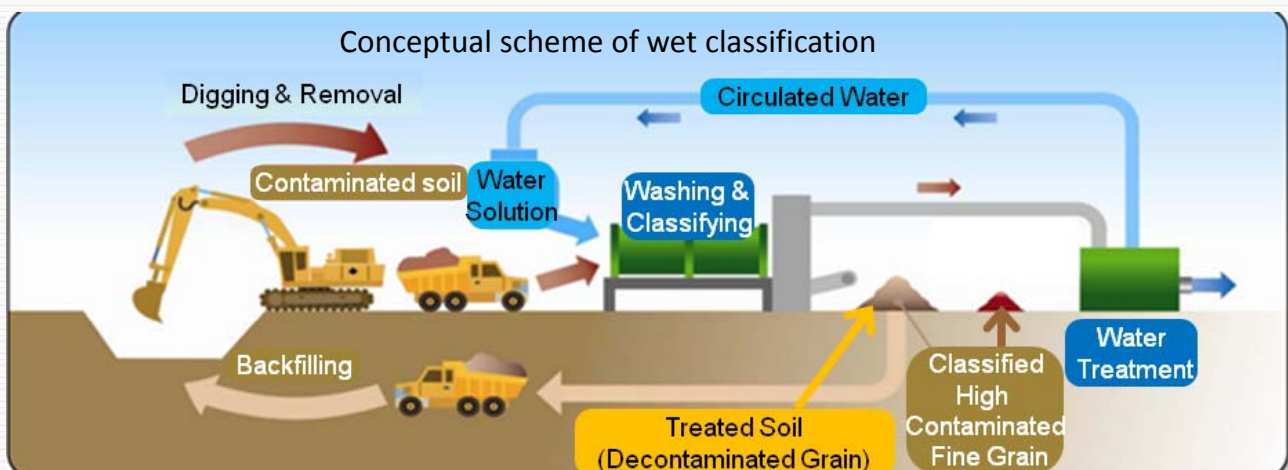 Conceptual scheme of wet classification
Digging & Removal
Circulated Water
Contaminated soil
Water
Solution
Washing &
Classifying
Backfilling
Treated Soil
(Decontaminated Grain)
Classified
High
Contaminated
Fine Grain
Water
Treatment